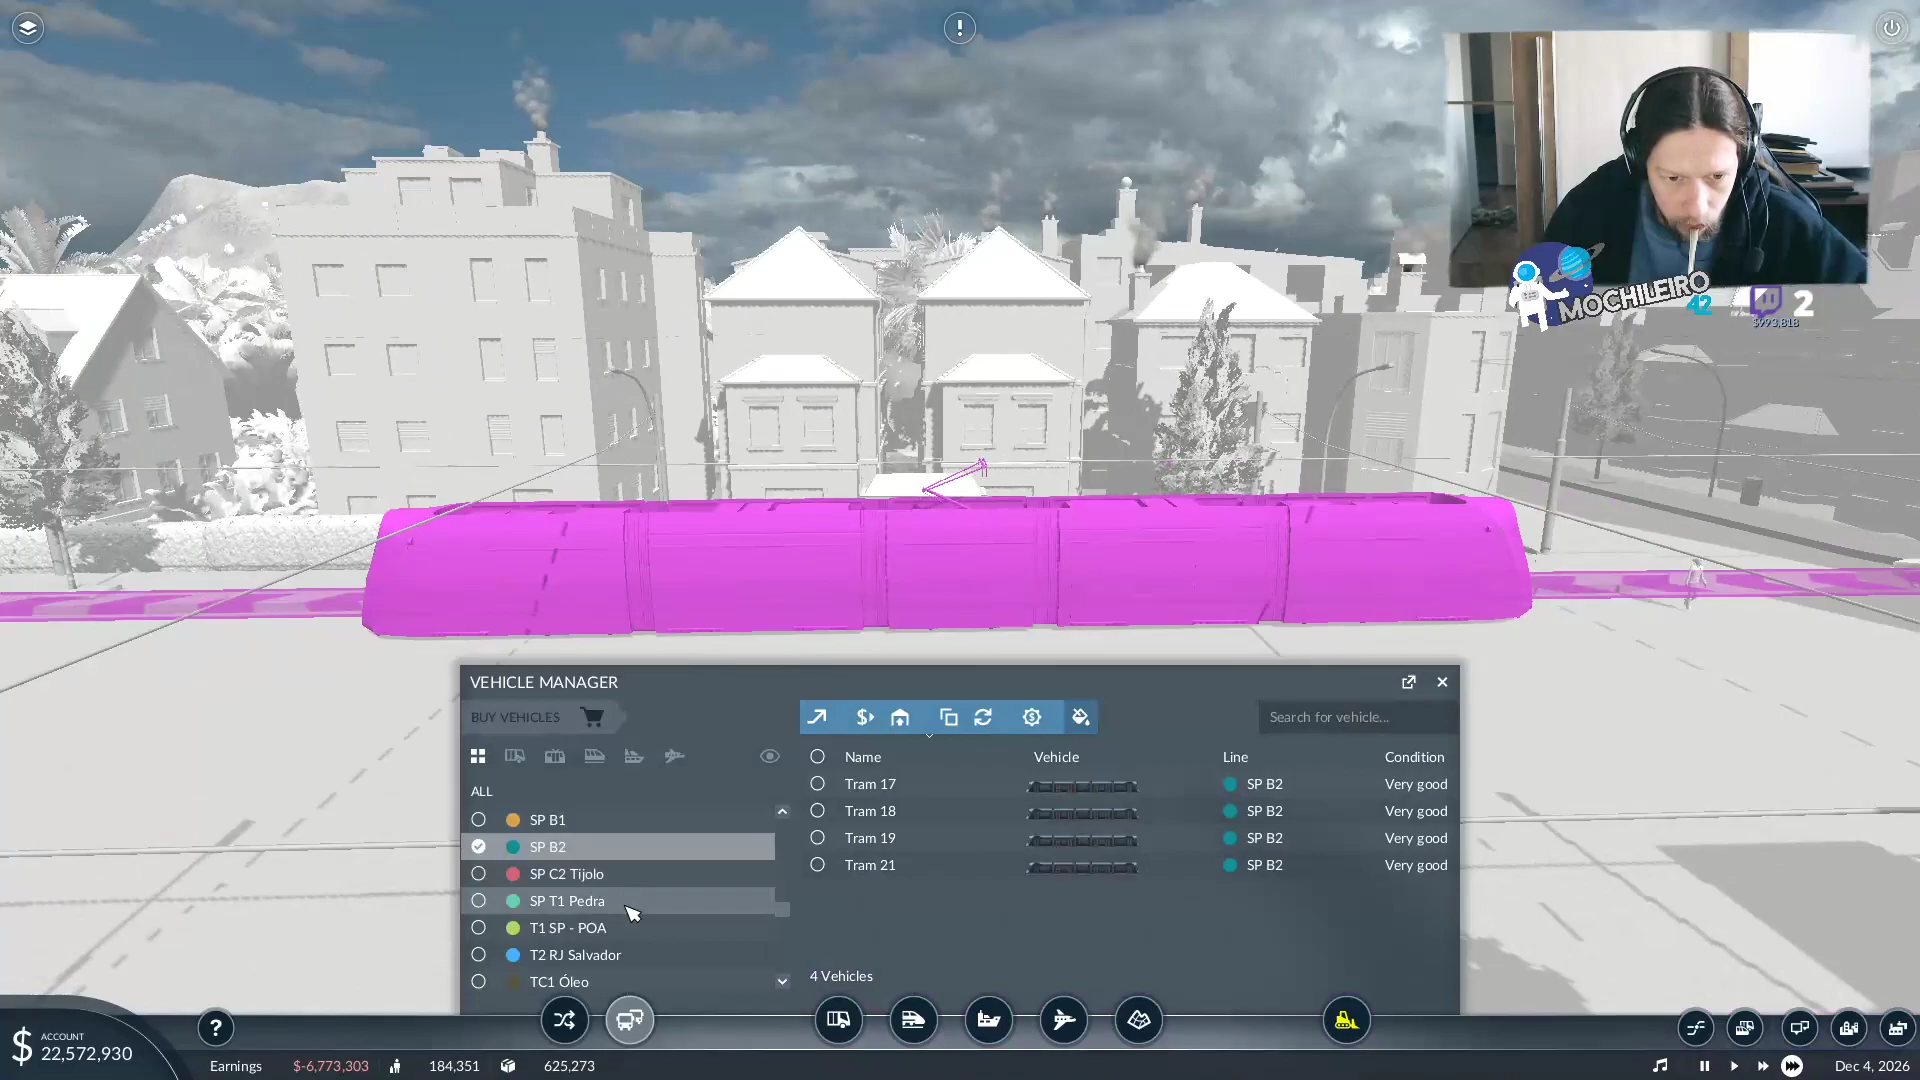 MOCHILEIRO
42
2
$993,818
VEHICLE MANAGER
BUY VEHICLES
Search for vehicle...
ALL
SP B1
SP B2
SP C2 Tijolo
SP T1 Pedra
T1 SP - POA
T2 RJ Salvador
TC1 Óleo
Name Vehicle Line Condition
Tram 17 SP B2 Very good
Tram 18 SP B2 Very good
Tram 19 SP B2 Very good
Tram 21 SP B2 Very good
4 Vehicles
$ ACCOUNT
22,572,930
?
Earnings $-6,773,303 184,351 625,273
Dec 4, 2026